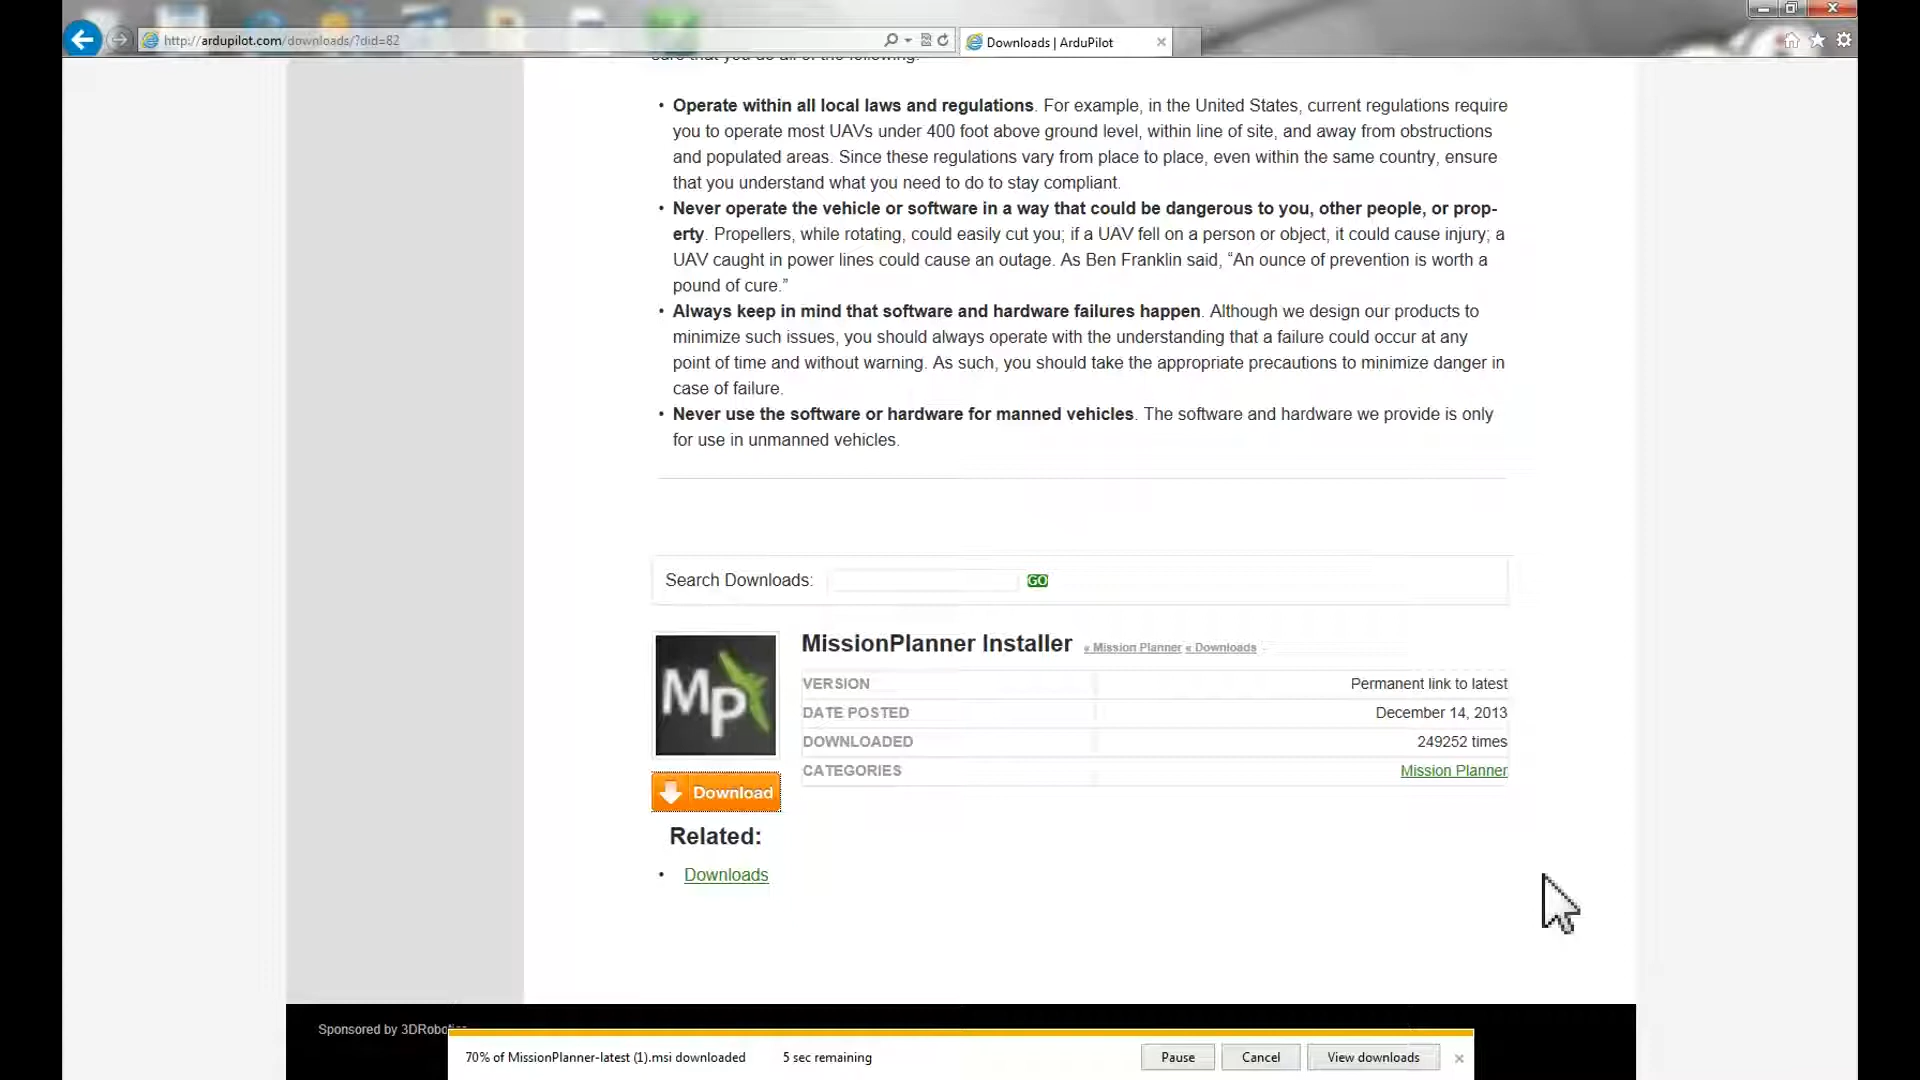 http://ardupilot.com/downloads/?did=82
Downloads | ArduPilot
sure that you do all of the following:
• Operate within all local laws and regulations. For example, in the United States, current regulations require
you to operate most UAVs under 400 foot above ground level, within line of site, and away from obstructions
and populated areas. Since these regulations vary from place to place, even within the same country, ensure
that you understand what you need to do to stay compliant.
• Never operate the vehicle or software in a way that could be dangerous to you, other people, or prop-
erty. Propellers, while rotating, could easily cut you; if a UAV fell on a person or object, it could cause injury; a
UAV caught in power lines could cause an outage. As Ben Franklin said, “An ounce of prevention is worth a
pound of cure.”
• Always keep in mind that software and hardware failures happen. Although we design our products to
minimize such issues, you should always operate with the understanding that a failure could occur at any
point of time and without warning. As such, you should take the appropriate precautions to minimize danger in
case of failure.
• Never use the software or hardware for manned vehicles. The software and hardware we provide is only
for use in unmanned vehicles.
Search Downloads: GO
MissionPlanner Installer « Mission Planner « Downloads
Mp
VERSION Permanent link to latest
DATE POSTED December 14, 2013
DOWNLOADED 249252 times
CATEGORIES Mission Planner
Download
Related:
• Downloads
Sponsored by 3DRobotics
70% of MissionPlanner-latest (1).msi downloaded 5 sec remaining Pause Cancel View downloads